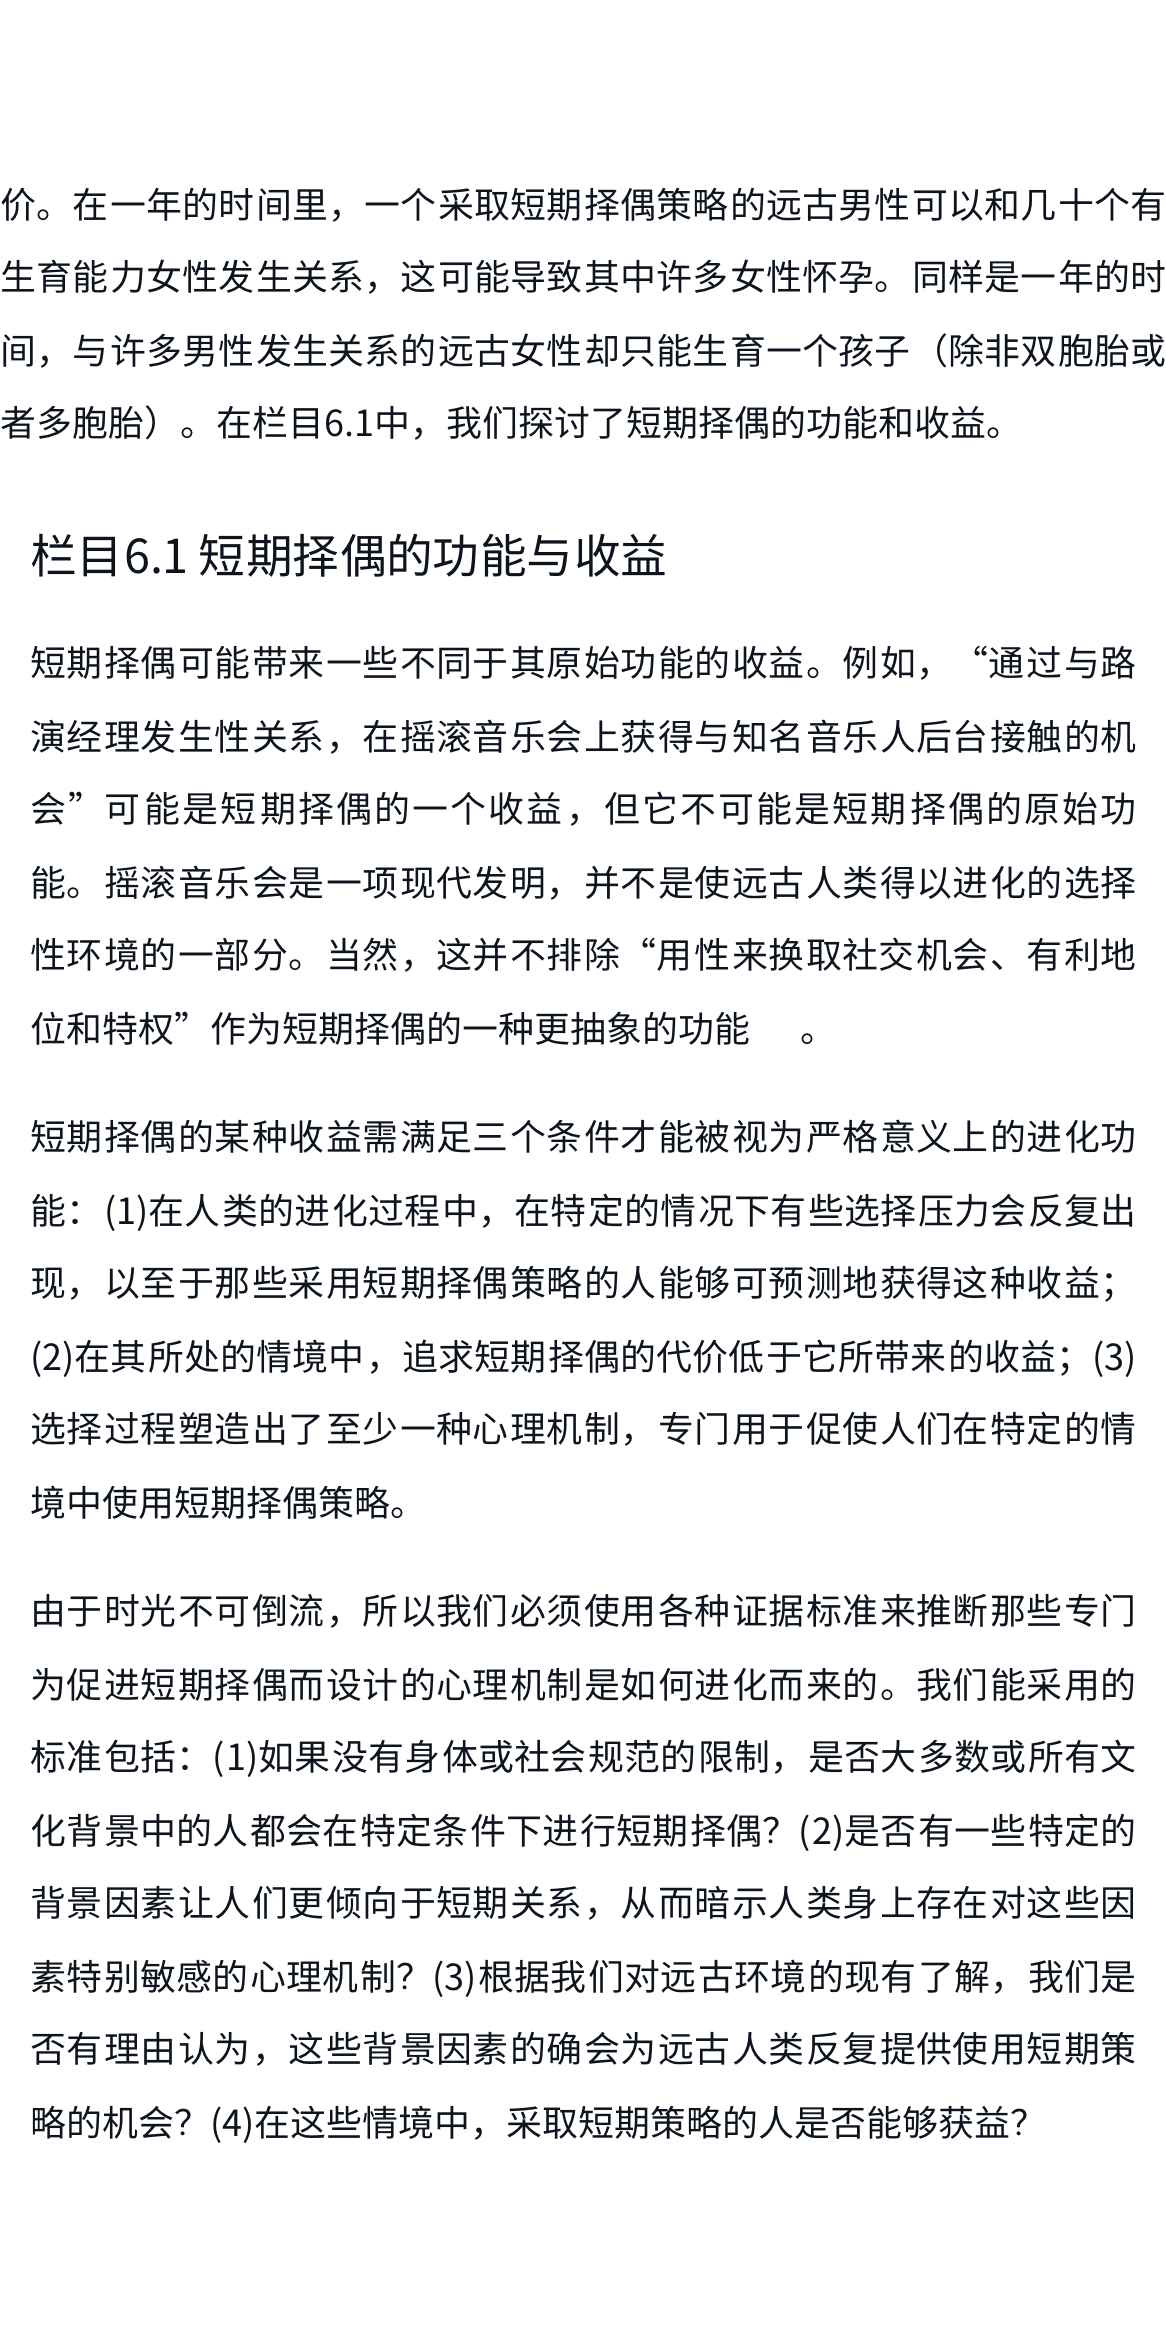 价。在一年的时间里，一个采取短期择偶策略的远古男性可以和几十个有
生育能力女性发生关系，这可能导致其中许多女性怀孕。同样是一年的时
间，与许多男性发生关系的远古女性却只能生育一个孩子（除非双胞胎或
者多胞胎）。在栏目6.1中，我们探讨了短期择偶的功能和收益。
栏目6.1 短期择偶的功能与收益
短期择偶可能带来一些不同于其原始功能的收益。例如，“通过与路
演经理发生性关系，在摇滚音乐会上获得与知名音乐人后台接触的机
会”可能是短期择偶的一个收益，但它不可能是短期择偶的原始功
能。摇滚音乐会是一项现代发明，并不是使远古人类得以进化的选择
性环境的一部分。当然，这并不排除“用性来换取社交机会、有利地
位和特权”作为短期择偶的一种更抽象的功能 。
短期择偶的某种收益需满足三个条件才能被视为严格意义上的进化功
能：(1)在人类的进化过程中，在特定的情况下有些选择压力会反复出
现，以至于那些采用短期择偶策略的人能够可预测地获得这种收益；
(2)在其所处的情境中，追求短期择偶的代价低于它所带来的收益；(3)
选择过程塑造出了至少一种心理机制，专门用于促使人们在特定的情
境中使用短期择偶策略。
由于时光不可倒流，所以我们必须使用各种证据标准来推断那些专门
为促进短期择偶而设计的心理机制是如何进化而来的。我们能采用的
标准包括：(1)如果没有身体或社会规范的限制，是否大多数或所有文
化背景中的人都会在特定条件下进行短期择偶？(2)是否有一些特定的
背景因素让人们更倾向于短期关系，从而暗示人类身上存在对这些因
素特别敏感的心理机制？(3)根据我们对远古环境的现有了解，我们是
否有理由认为，这些背景因素的确会为远古人类反复提供使用短期策
略的机会？(4)在这些情境中，采取短期策略的人是否能够获益？